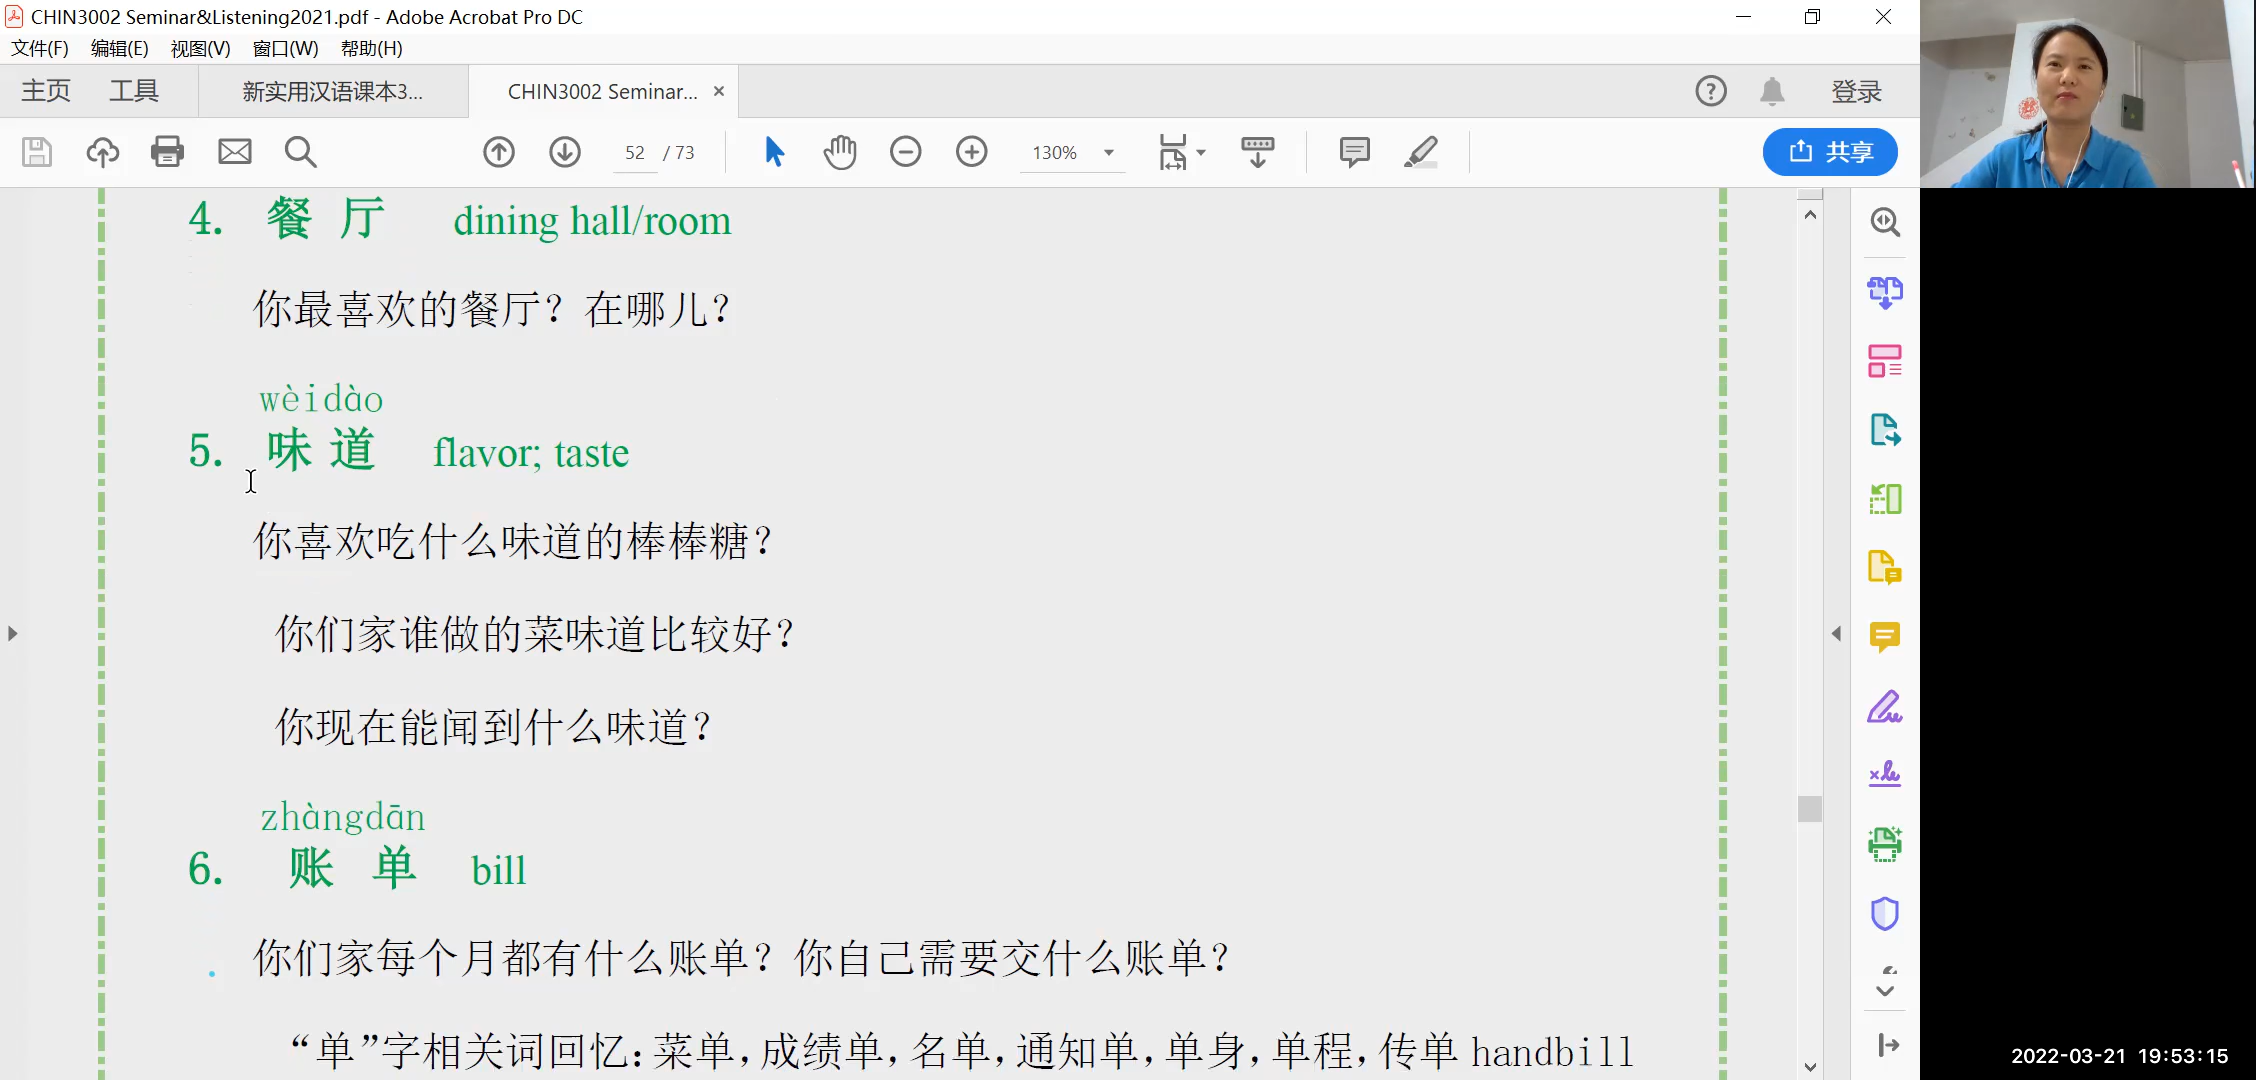 CHIN3002 Seminar&Listening2021.pdf - Adobe Acrobat Pro DC
文件(F) 编辑(E) 视图(V) 窗口(W) 帮助(H)
主页 工具 新实用汉语课本3... CHIN3002 Seminar... × 登录
52 / 73 130% 共享
4. 餐 厅 dining hall/room
你最喜欢的餐厅？在哪儿？
wèidào
5. 味 道 flavor; taste
你喜欢吃什么味道的棒棒糖？
你们家谁做的菜味道比较好？
你现在能闻到什么味道？
zhàngdān
6. 账 单 bill
你们家每个月都有什么账单？你自己需要交什么账单？
“单”字相关词回忆：菜单，成绩单，名单，通知单，单身，单程，传单 handbill
2022-03-21 19:53:15